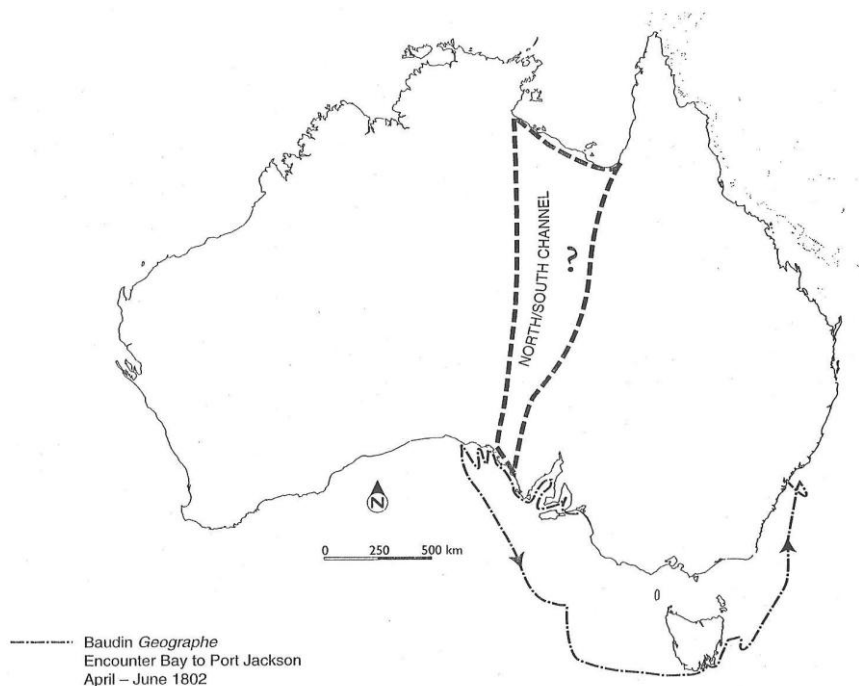 NORTH/SOUTH CHANNEL
?
N
0 250 500 km
Baudin Geographe
Encounter Bay to Port Jackson
April – June 1802